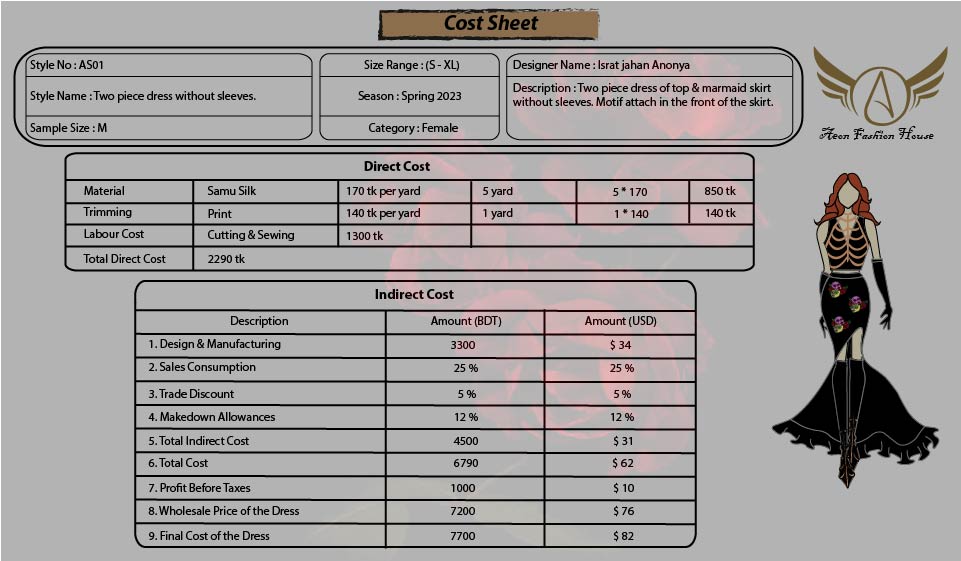 Cost Sheet
Style No : AS01
Style Name : Two piece dress without sleeves.
Sample Size : M
Size Range : (S - XL)
Season : Spring 2023
Category : Female
Designer Name : Israt jahan Anonya
Description : Two piece dress of top & marmaid skirt
without sleeves. Motif attach in the front of the skirt.
A
Aeon Fashion House
Direct Cost
Material Samu Silk 170 tk per yard 5 yard 5 * 170 850 tk
Trimming Print 140 tk per yard 1 yard 1 * 140 140 tk
Labour Cost Cutting & Sewing 1300 tk
Total Direct Cost 2290 tk
Indirect Cost
Description Amount (BDT) Amount (USD)
1. Design & Manufacturing 3300 $ 34
2. Sales Consumption 25 % 25 %
3. Trade Discount 5 % 5 %
4. Makedown Allowances 12 % 12 %
5. Total Indirect Cost 4500 $ 31
6. Total Cost 6790 $ 62
7. Profit Before Taxes 1000 $ 10
8. Wholesale Price of the Dress 7200 $ 76
9. Final Cost of the Dress 7700 $ 82